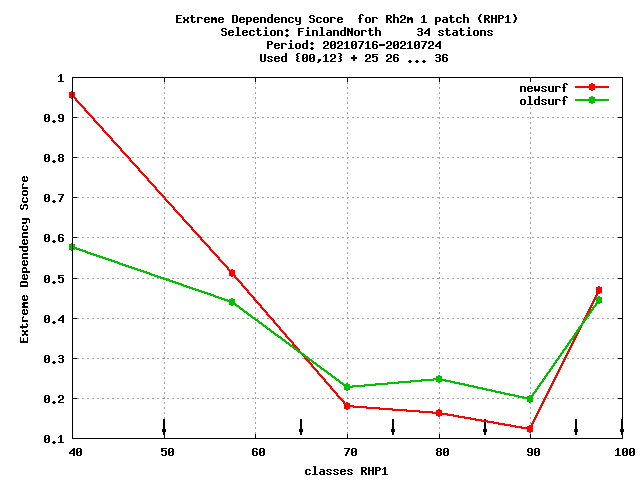 Extreme Dependency Score  for Rh2m 1 patch (RHP1)
Selection: FinlandNorth     34 stations
Period: 20210716-20210724
Used {00,12} + 25 26 ... 36
newsurf
oldsurf
1
0.9
0.8
0.7
0.6
0.5
0.4
0.3
0.2
0.1
Extreme Dependency Score
40 50 60 70 80 90 100
classes RHP1